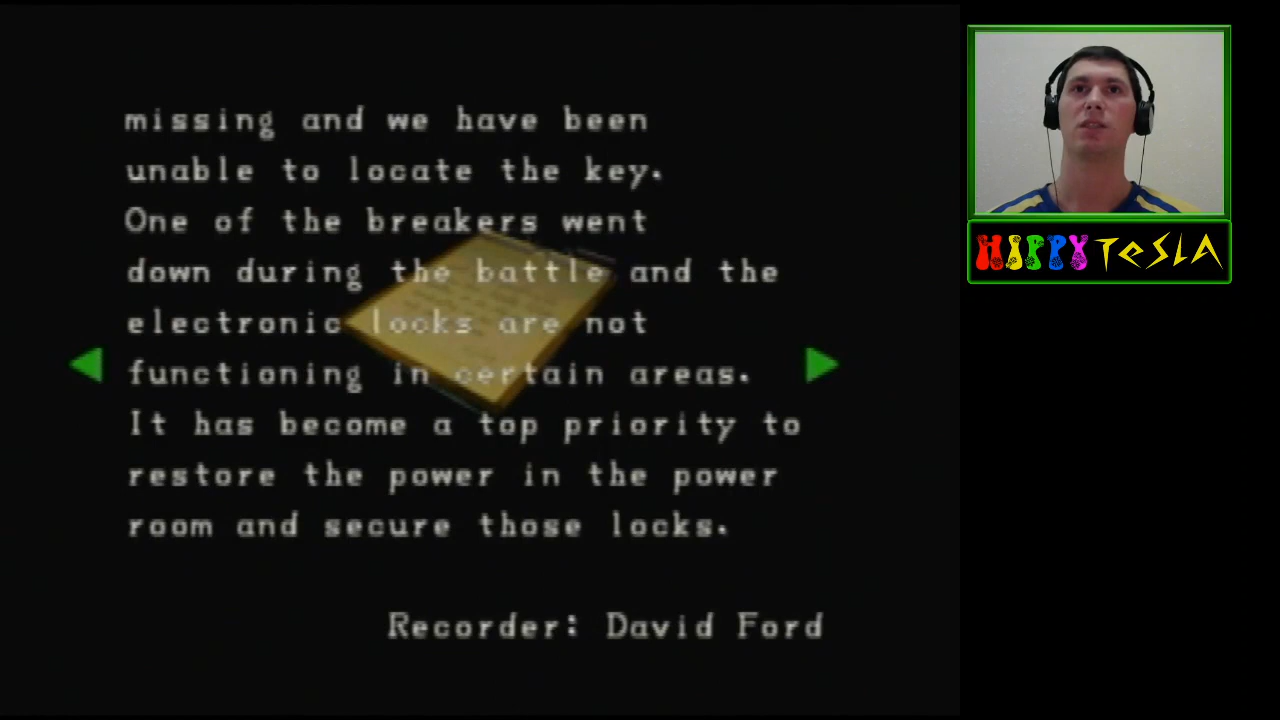 missing and we have been
unable to locate the key.
One of the breakers went
down during the battle and the
electronic locks are not
functioning in certain areas.
It has become a top priority to
restore the power in the power
room and secure those locks.
Recorder: David Ford
HIPPY TeSLA